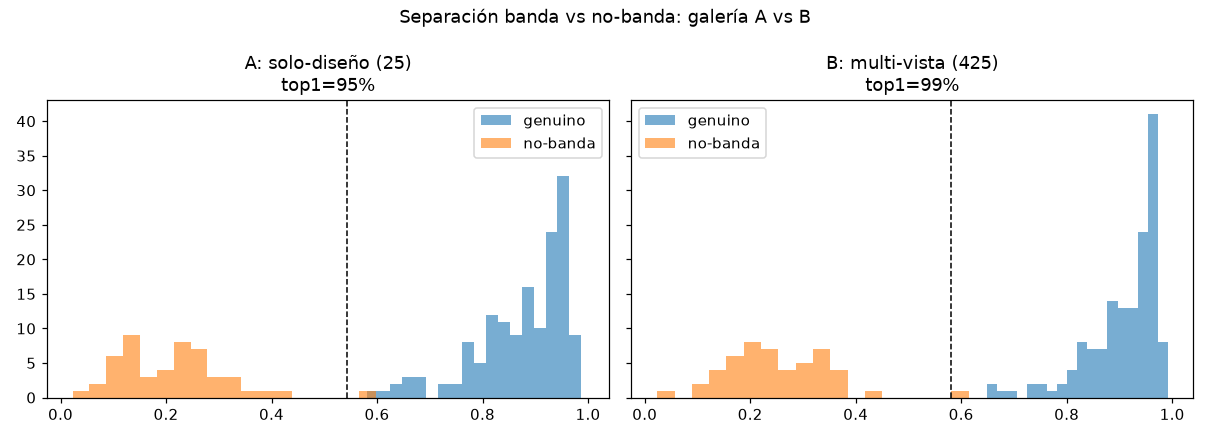 Separación banda vs no-banda: galería A vs B
A: solo-diseño (25)
top1=95%
genuino
no-banda
40
35
30
25
20
15
10
5
0
0.0 0.2 0.4 0.6 0.8 1.0
B: multi-vista (425)
top1=99%
genuino
no-banda
0.0 0.2 0.4 0.6 0.8 1.0